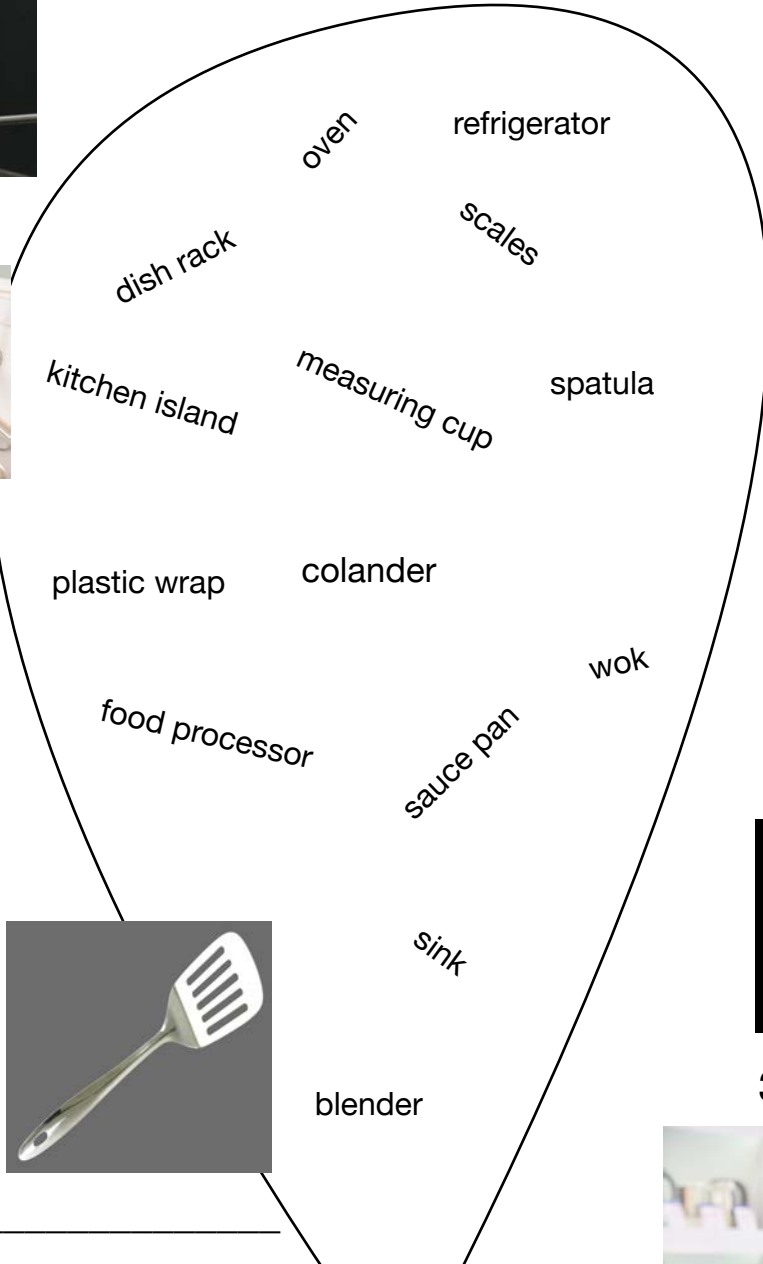 oven
refrigerator
scales
dish rack
kitchen island
measuring cup
spatula
plastic wrap
colander
wok
food processor
sauce pan
sink
blender